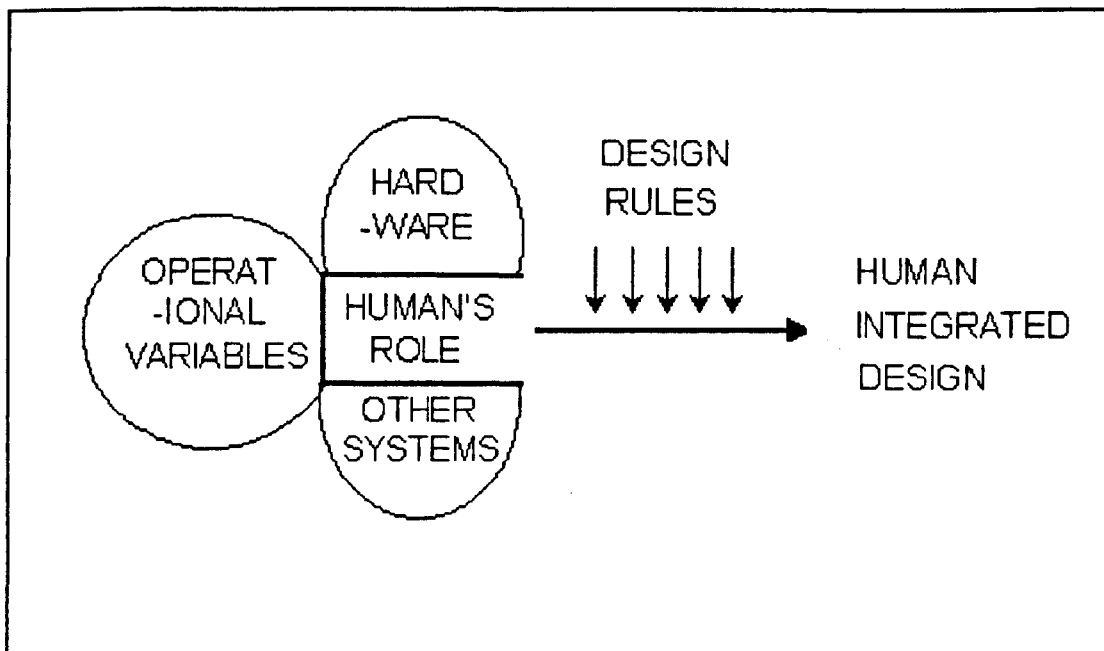 HARD
-WARE
OPERAT
-IONAL
VARIABLES
HUMAN'S
ROLE
OTHER
SYSTEMS
DESIGN
RULES
HUMAN
INTEGRATED
DESIGN